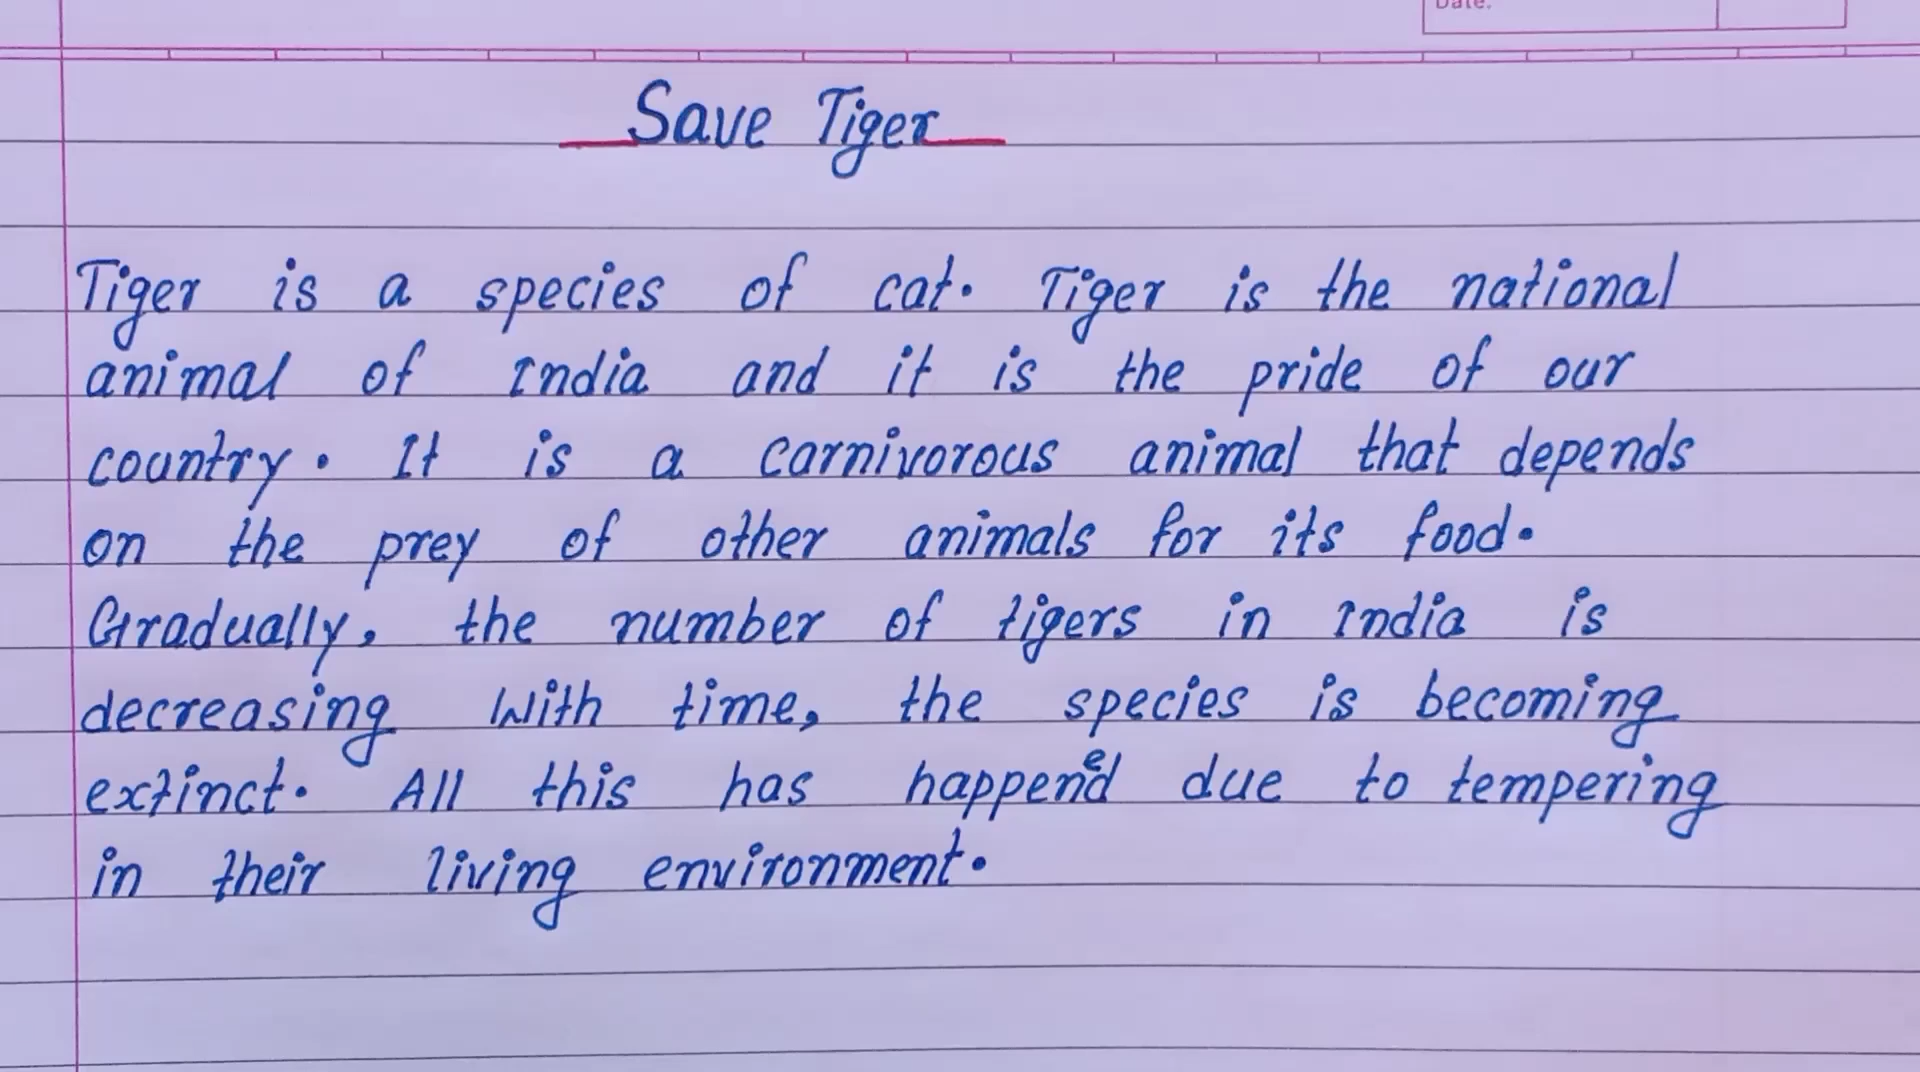 Date:
Save Tiger
Tiger is a species of cat. Tiger is the national
animal of India and it is the pride of our
country. It is a carnivorous animal that depends
on the prey of other animals for its food.
Gradually, the number of tigers in India is
decreasing with time, the species is becoming
extinct. All this has happened due to tempering
in their living environment.